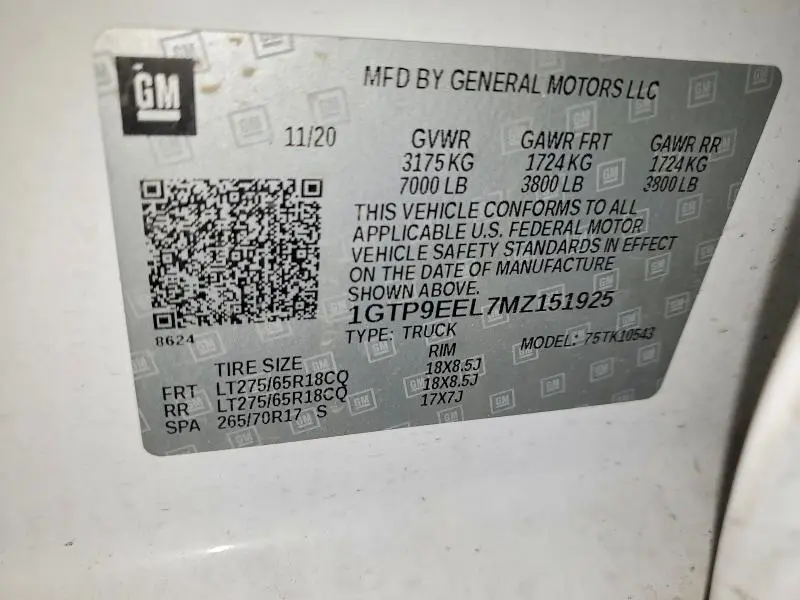 GM
MFD BY GENERAL MOTORS LLC
11/20 GVWR GAWR FRT GAWR RR
3175 KG 1724 KG 1724 KG
7000 LB 3800 LB 3800 LB
THIS VEHICLE CONFORMS TO ALL
APPLICABLE U.S. FEDERAL MOTOR
VEHICLE SAFETY STANDARDS IN EFFECT
ON THE DATE OF MANUFACTURE
SHOWN ABOVE.
1GTP9EEL7MZ151925
8624
TYPE: TRUCK MODEL: 75TK10543
TIRE SIZE RIM
FRT LT275/65R18CQ 18X8.5J
RR LT275/65R18CQ 18X8.5J
SPA 265/70R17 S 17X7J